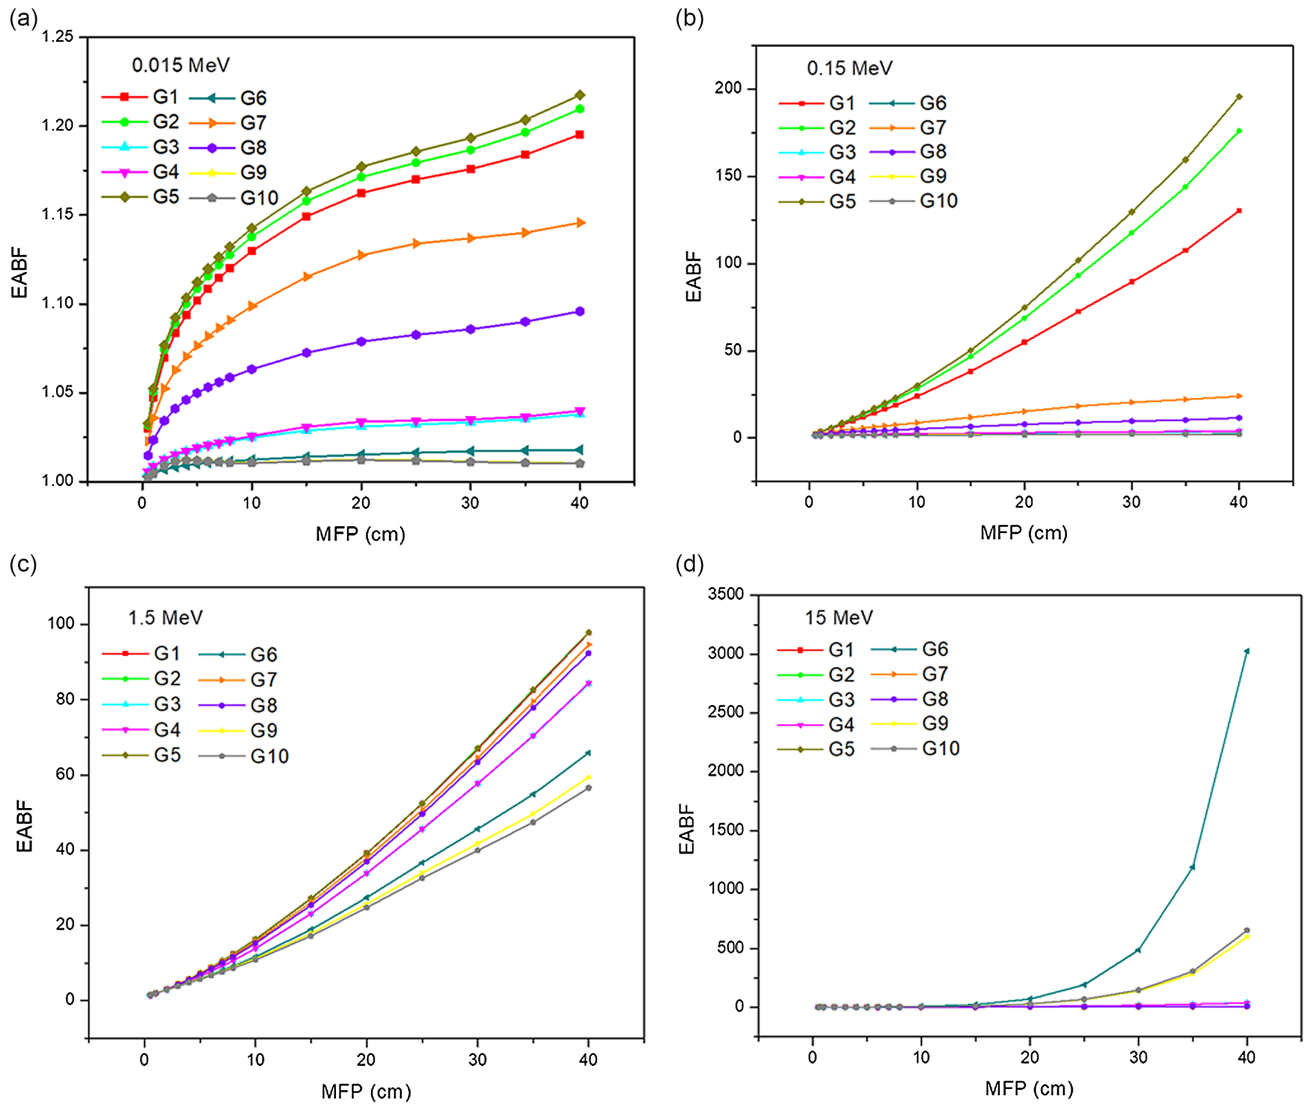 (a)
1.25
1.20
1.15
1.10
1.05
1.00
EABF
0.015 MeV
G1 G6
G2 G7
G3 G8
G4 G9
G5 G10
0 10 20 30 40
MFP (cm)
(b)
200
150
100
50
0
EABF
0.15 MeV
G1 G6
G2 G7
G3 G8
G4 G9
G5 G10
0 10 20 30 40
MFP (cm)
(c)
100
80
60
40
20
0
EABF
1.5 MeV
G1 G6
G2 G7
G3 G8
G4 G9
G5 G10
0 10 20 30 40
MFP (cm)
(d)
3500
3000
2500
2000
1500
1000
500
0
EABF
15 MeV
G1 G6
G2 G7
G3 G8
G4 G9
G5 G10
0 10 20 30 40
MFP (cm)